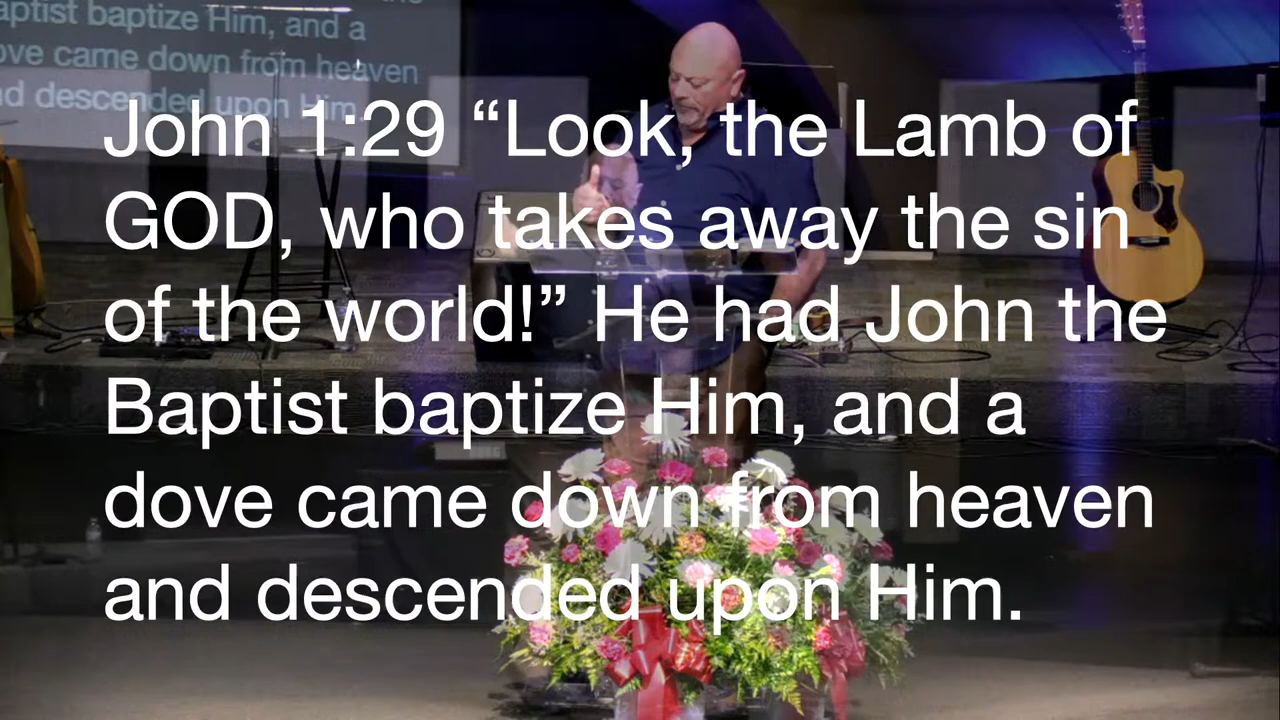 aptist baptize Him, and a
ove came down from heaven
nd descended upon Him.
John 1:29 “Look, the Lamb of
GOD, who takes away the sin
of the world!” He had John the
Baptist baptize Him, and a
dove came down from heaven
and descended upon Him.